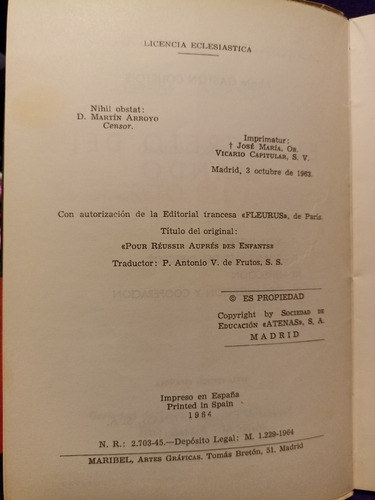 LICENCIA ECLESIASTICA
Nihil obstat:
D. MARTÍN ARROYO
Censor.
Imprimatur:
† JOSÉ MARÍA, Ob.
VICARIO CAPITULAR, S. V.
Madrid, 3 octubre de 1963.
Con autorización de la Editorial francesa «FLEURUS», de París.
Título del original:
«POUR RÉUSSIR AUPRÉS DES ENFANTS»
Traductor: P. Antonio V. de Frutos, S. S.
© ES PROPIEDAD
Copyright by SOCIEDAD DE
EDUCACIÓN «ATENAS», S. A.
MADRID
Impreso en España
Printed in Spain
1964
N. R.: 2.703-45.—Depósito Legal: M. 1.229-1964
MARIBEL, ARTES GRÁFICAS. Tomás Bretón, 51. Madrid